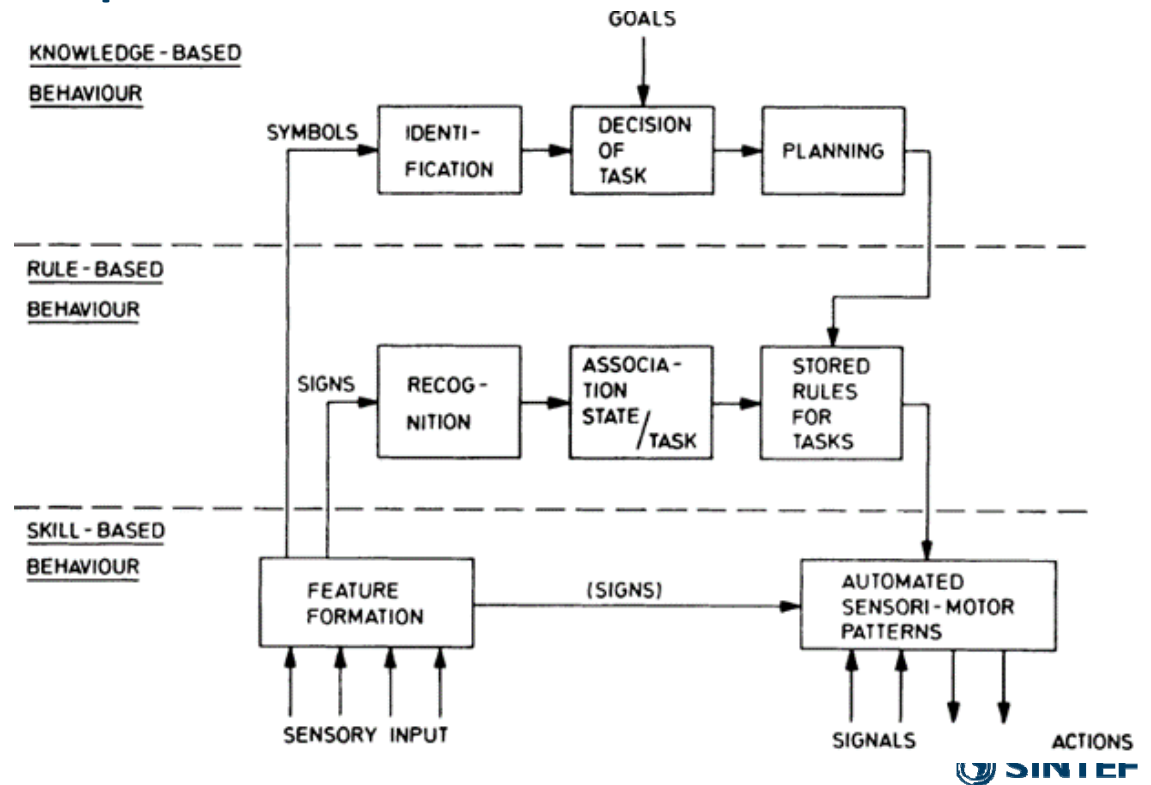 GOALS
KNOWLEDGE-BASED
BEHAVIOUR
SYMBOLS
IDENTI-
FICATION
DECISION
OF
TASK
PLANNING
RULE-BASED
BEHAVIOUR
SIGNS
RECOG-
NITION
ASSOCIA-
TION
STATE/TASK
STORED
RULES
FOR
TASKS
SKILL-BASED
BEHAVIOUR
FEATURE
FORMATION
(SIGNS)
AUTOMATED
SENSORI-MOTOR
PATTERNS
SENSORY INPUT
SIGNALS
ACTIONS
SINTEF